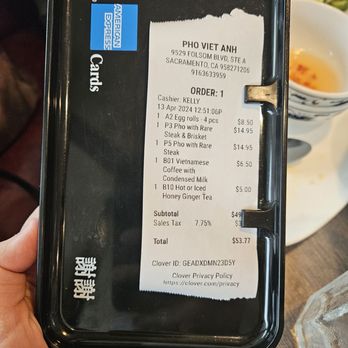 AMERICAN
EXPRESS
Cards
謝謝
PHO VIET ANH
9529 FOLSOM BLVD, STE A
SACRAMENTO, CA 958271206
9163633959
ORDER: 1
Cashier: KELLY
13-Apr-2024 12:51:06P
1 A2 Egg rolls - 4 pcs $8.50
1 P3 Pho with Rare $14.95
Steak & Brisket
1 P5 Pho with Rare $14.95
Steak
1 B01 Vietnamese $6.50
Coffee with
Condensed Milk
1 B10 Hot or Iced $5.00
Honey Ginger Tea
Subtotal $49
Sales Tax 7.75% $3
Total $53.77
Clover ID: GEADXDMN23D5Y
Clover Privacy Policy
https://clover.com/privacy